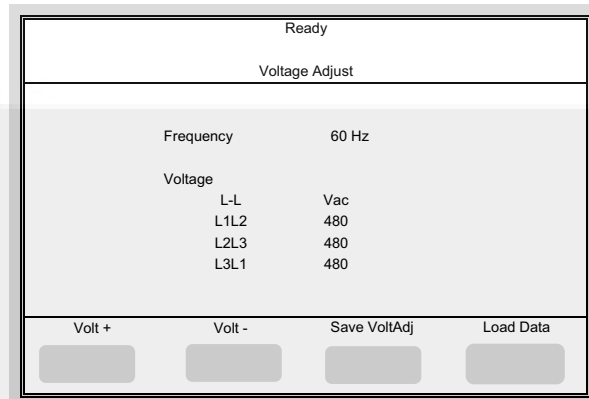 Ready
Voltage Adjust
Frequency 60 Hz
Voltage
L-L Vac
L1L2 480
L2L3 480
L3L1 480
Volt + Volt - Save VoltAdj Load Data